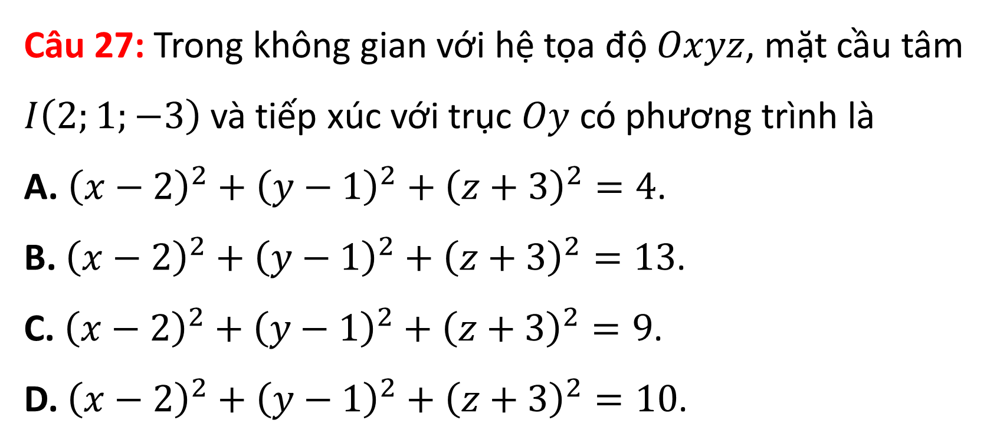 Câu 27: Trong không gian với hệ tọa độ Oxyz, mặt cầu tâm
I(2; 1; −3) và tiếp xúc với trục Oy có phương trình là
A. (x − 2)² + (y − 1)² + (z + 3)² = 4.
B. (x − 2)² + (y − 1)² + (z + 3)² = 13.
C. (x − 2)² + (y − 1)² + (z + 3)² = 9.
D. (x − 2)² + (y − 1)² + (z + 3)² = 10.